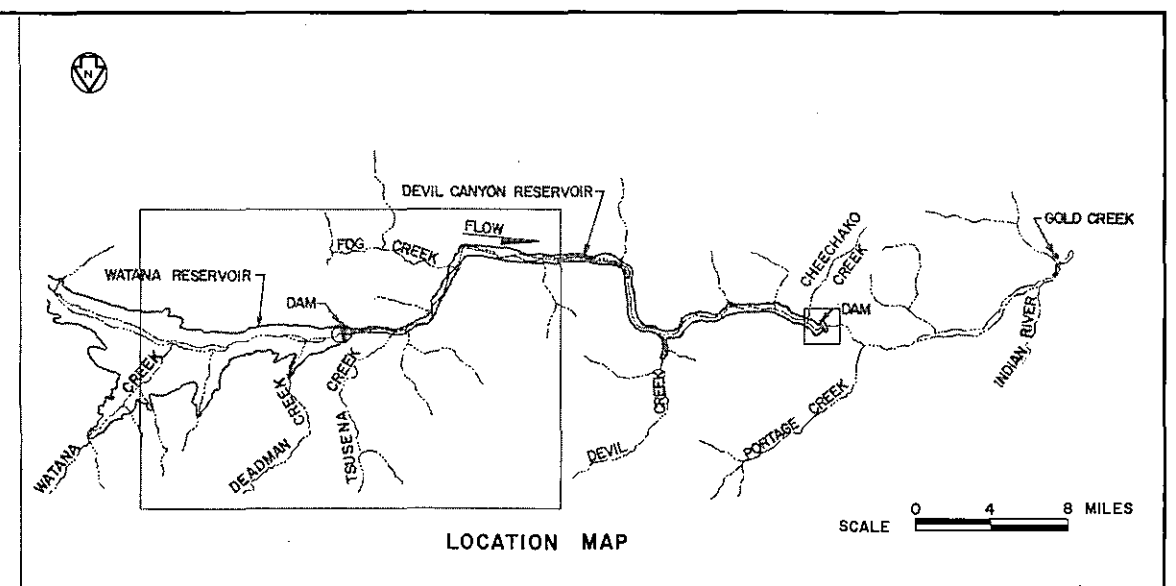 N
DEVIL CANYON RESERVOIR
GOLD CREEK
FLOW
FOG CREEK
CHEECHAKO
CREEK
WATANA RESERVOIR
DAM
DAM
INDIAN RIVER
WATANA CREEK
DEADMAN CREEK
TSUSENA CREEK
DEVIL CREEK
PORTAGE CREEK
0 4 8 MILES
SCALE
LOCATION MAP